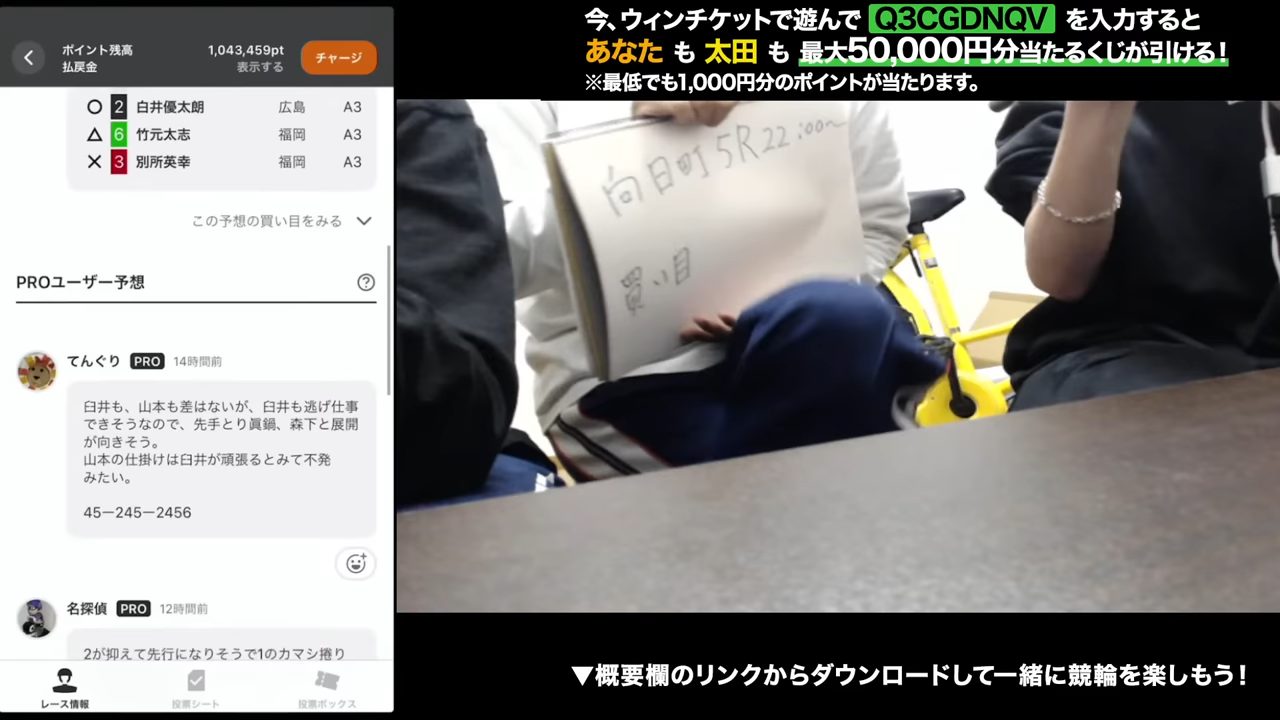 ポイント残高
払戻金
1,043,459pt
表示する
チャージ
2 白井優太朗 広島 A3
6 竹元太志 福岡 A3
3 別所英幸 福岡 A3
この予想の買い目をみる
PROユーザー予想
てんぐり PRO 14時間前
臼井も、山本も差はないが、臼井も逃げ仕事
できそうなので、先手とり眞鍋、森下と展開
が向きそう。
山本の仕掛けは臼井が頑張るとみて不発
みたい。
45ー245ー2456
名探偵 PRO 12時間前
2が抑えて先行になりそうで1のカマシ捲り
レース情報
投票シート
投票ボックス
今、ウィンチケットで遊んで Q3CGDNQV を入力すると
あなた も 太田 も 最大50,000円分当たるくじが引ける!
※最低でも1,000円分のポイントが当たります。
向日町 5R 22:00〜
買い目
▼概要欄のリンクからダウンロードして一緒に競輪を楽しもう!